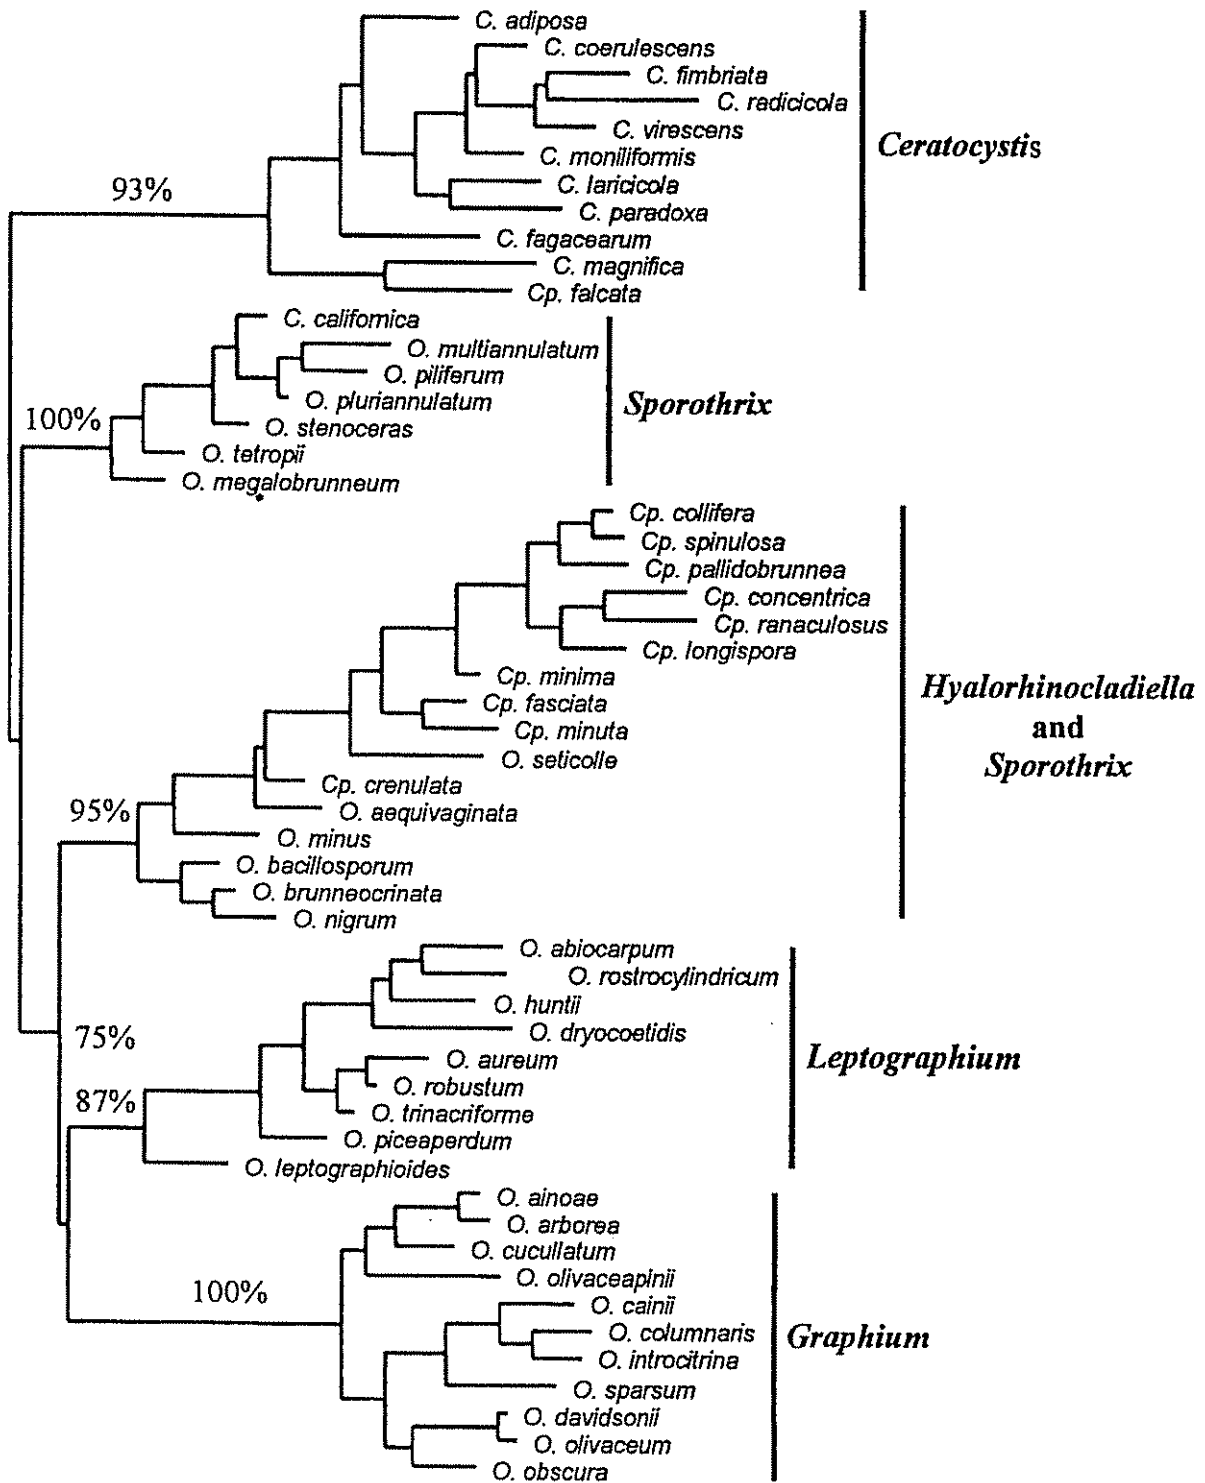 C. adiposa
C. coerulescens
C. fimbriata
C. radicicola
C. virescens
C. moniliformis
C. laricicola
C. paradoxa
C. fagacearum
C. magnifica
Cp. falcata
93%
Ceratocystis
C. californica
O. multiannulatum
O. piliferum
O. pluriannulatum
O. stenoceras
O. tetropii
O. megalobrunneum
100%
Sporothrix
Cp. collifera
Cp. spinulosa
Cp. pallidobrunnea
Cp. concentrica
Cp. ranaculosus
Cp. longispora
Cp. minima
Cp. fasciata
Cp. minuta
O. seticolle
Cp. crenulata
O. aequivaginata
O. minus
O. bacillosporum
O. brunneocrinata
O. nigrum
95%
Hyalorhinocladiella
and
Sporothrix
75%
O. abiocarpum
O. rostrocylindricum
O. huntii
O. dryocoetidis
O. aureum
O. robustum
O. trinacriforme
O. piceaperdum
O. leptographioides
87%
Leptographium
O. ainoae
O. arborea
O. cucullatum
O. olivaceapinii
O. cainii
O. columnaris
O. introcitrina
O. sparsum
O. davidsonii
O. olivaceum
O. obscura
100%
Graphium